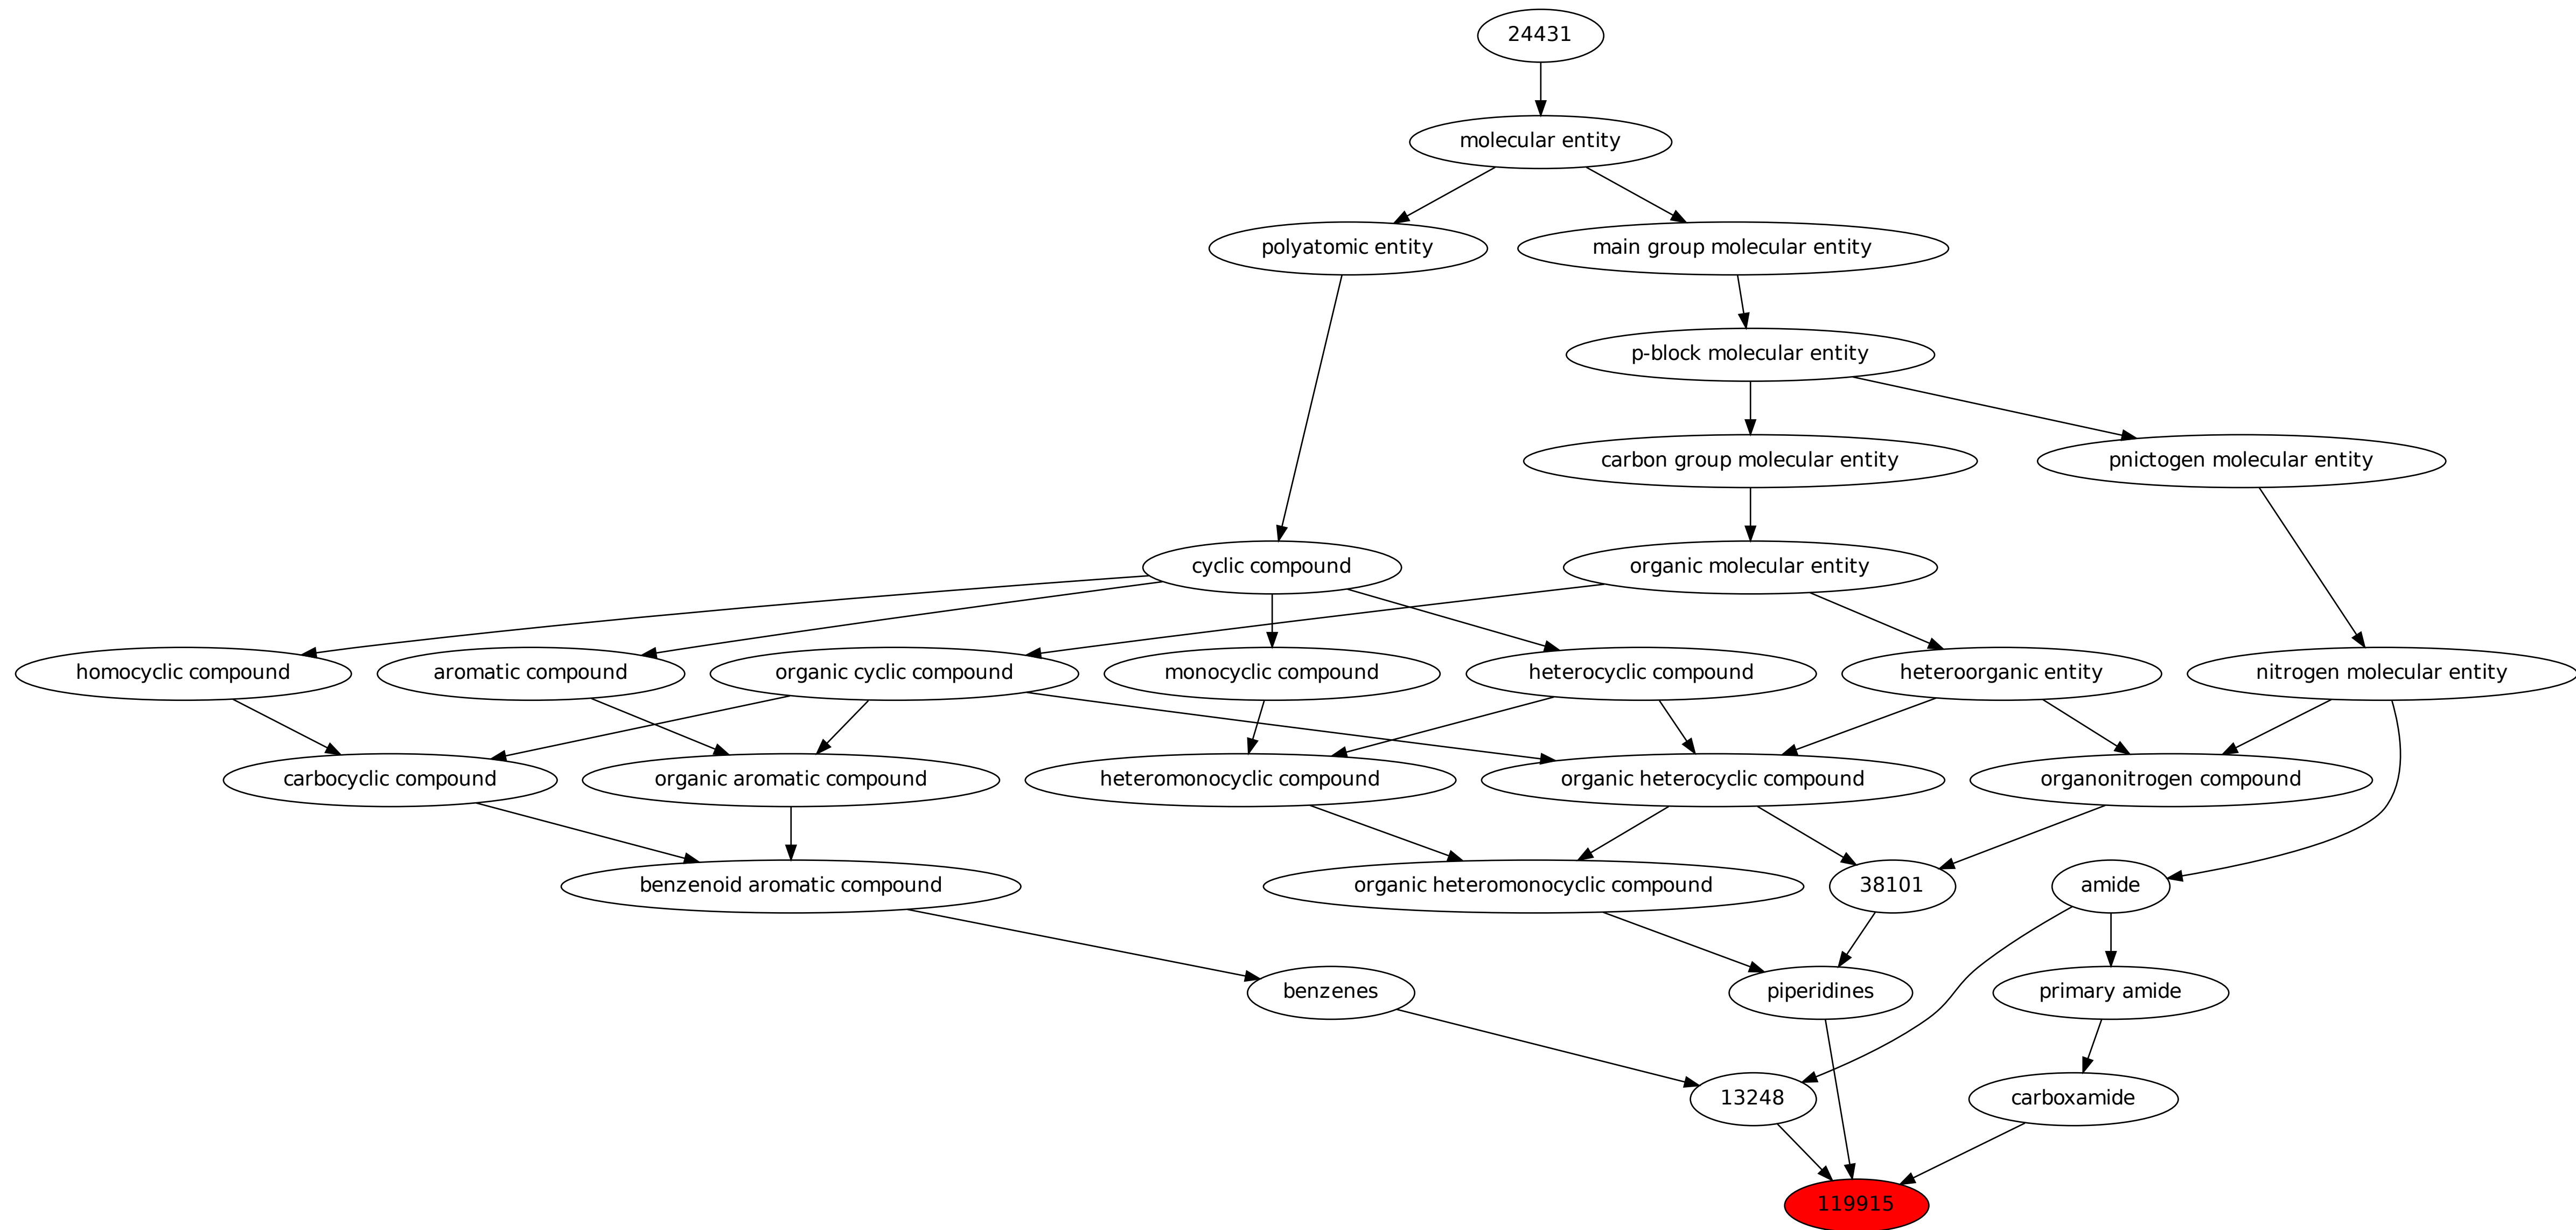 24431
molecular entity
polyatomic entity
main group molecular entity
p-block molecular entity
carbon group molecular entity
pnictogen molecular entity
cyclic compound
organic molecular entity
homocyclic compound
aromatic compound
organic cyclic compound
monocyclic compound
heterocyclic compound
heteroorganic entity
nitrogen molecular entity
carbocyclic compound
organic aromatic compound
heteromonocyclic compound
organic heterocyclic compound
organonitrogen compound
benzenoid aromatic compound
organic heteromonocyclic compound
38101
amide
benzenes
piperidines
primary amide
13248
carboxamide
119915